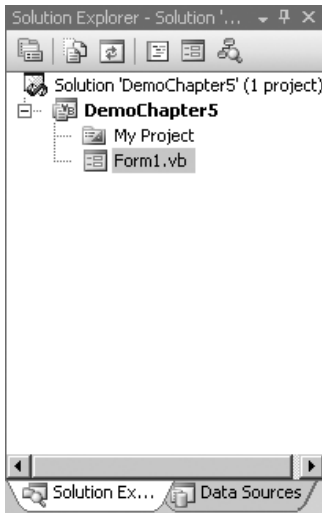 Solution Explorer - Solution '...
Solution 'DemoChapter5' (1 project)
DemoChapter5
My Project
Form1.vb
Solution Ex... Data Sources